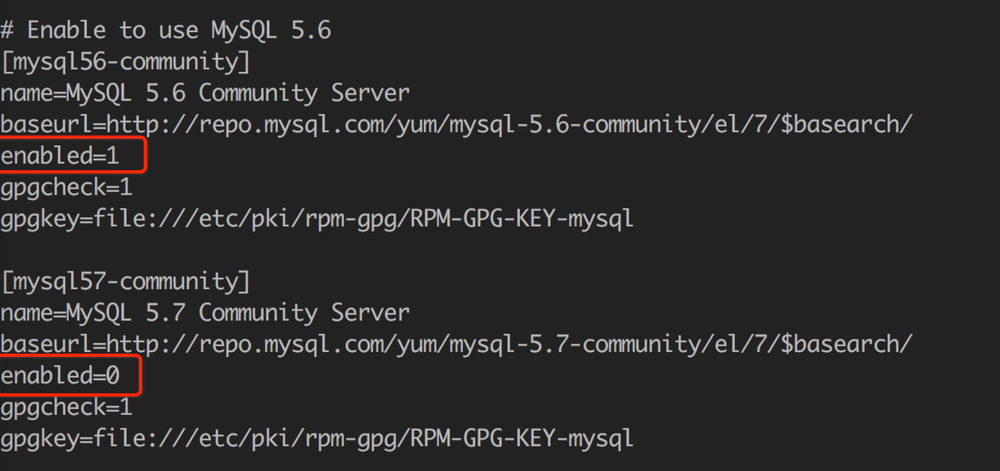 # Enable to use MySQL 5.6
[mysql56-community]
name=MySQL 5.6 Community Server
baseurl=http://repo.mysql.com/yum/mysql-5.6-community/el/7/$basearch/
enabled=1
gpgcheck=1
gpgkey=file:///etc/pki/rpm-gpg/RPM-GPG-KEY-mysql
[mysql57-community]
name=MySQL 5.7 Community Server
baseurl=http://repo.mysql.com/yum/mysql-5.7-community/el/7/$basearch/
enabled=0
gpgcheck=1
gpgkey=file:///etc/pki/rpm-gpg/RPM-GPG-KEY-mysql